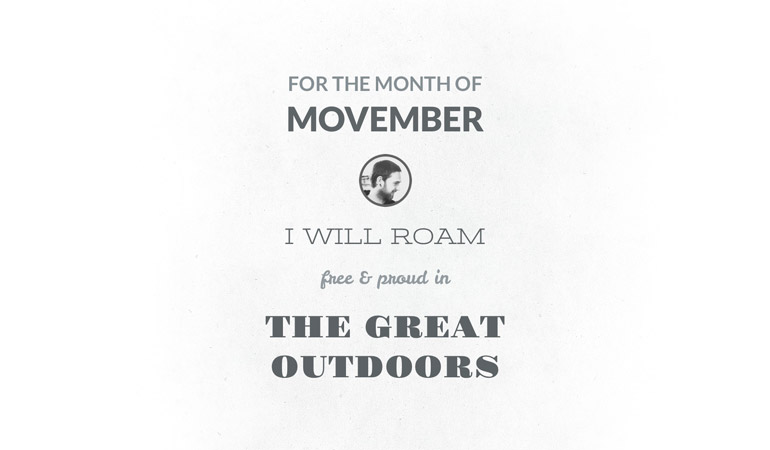 FOR THE MONTH OF
MOVEMBER
I WILL ROAM
free & proud in
THE GREAT
OUTDOORS